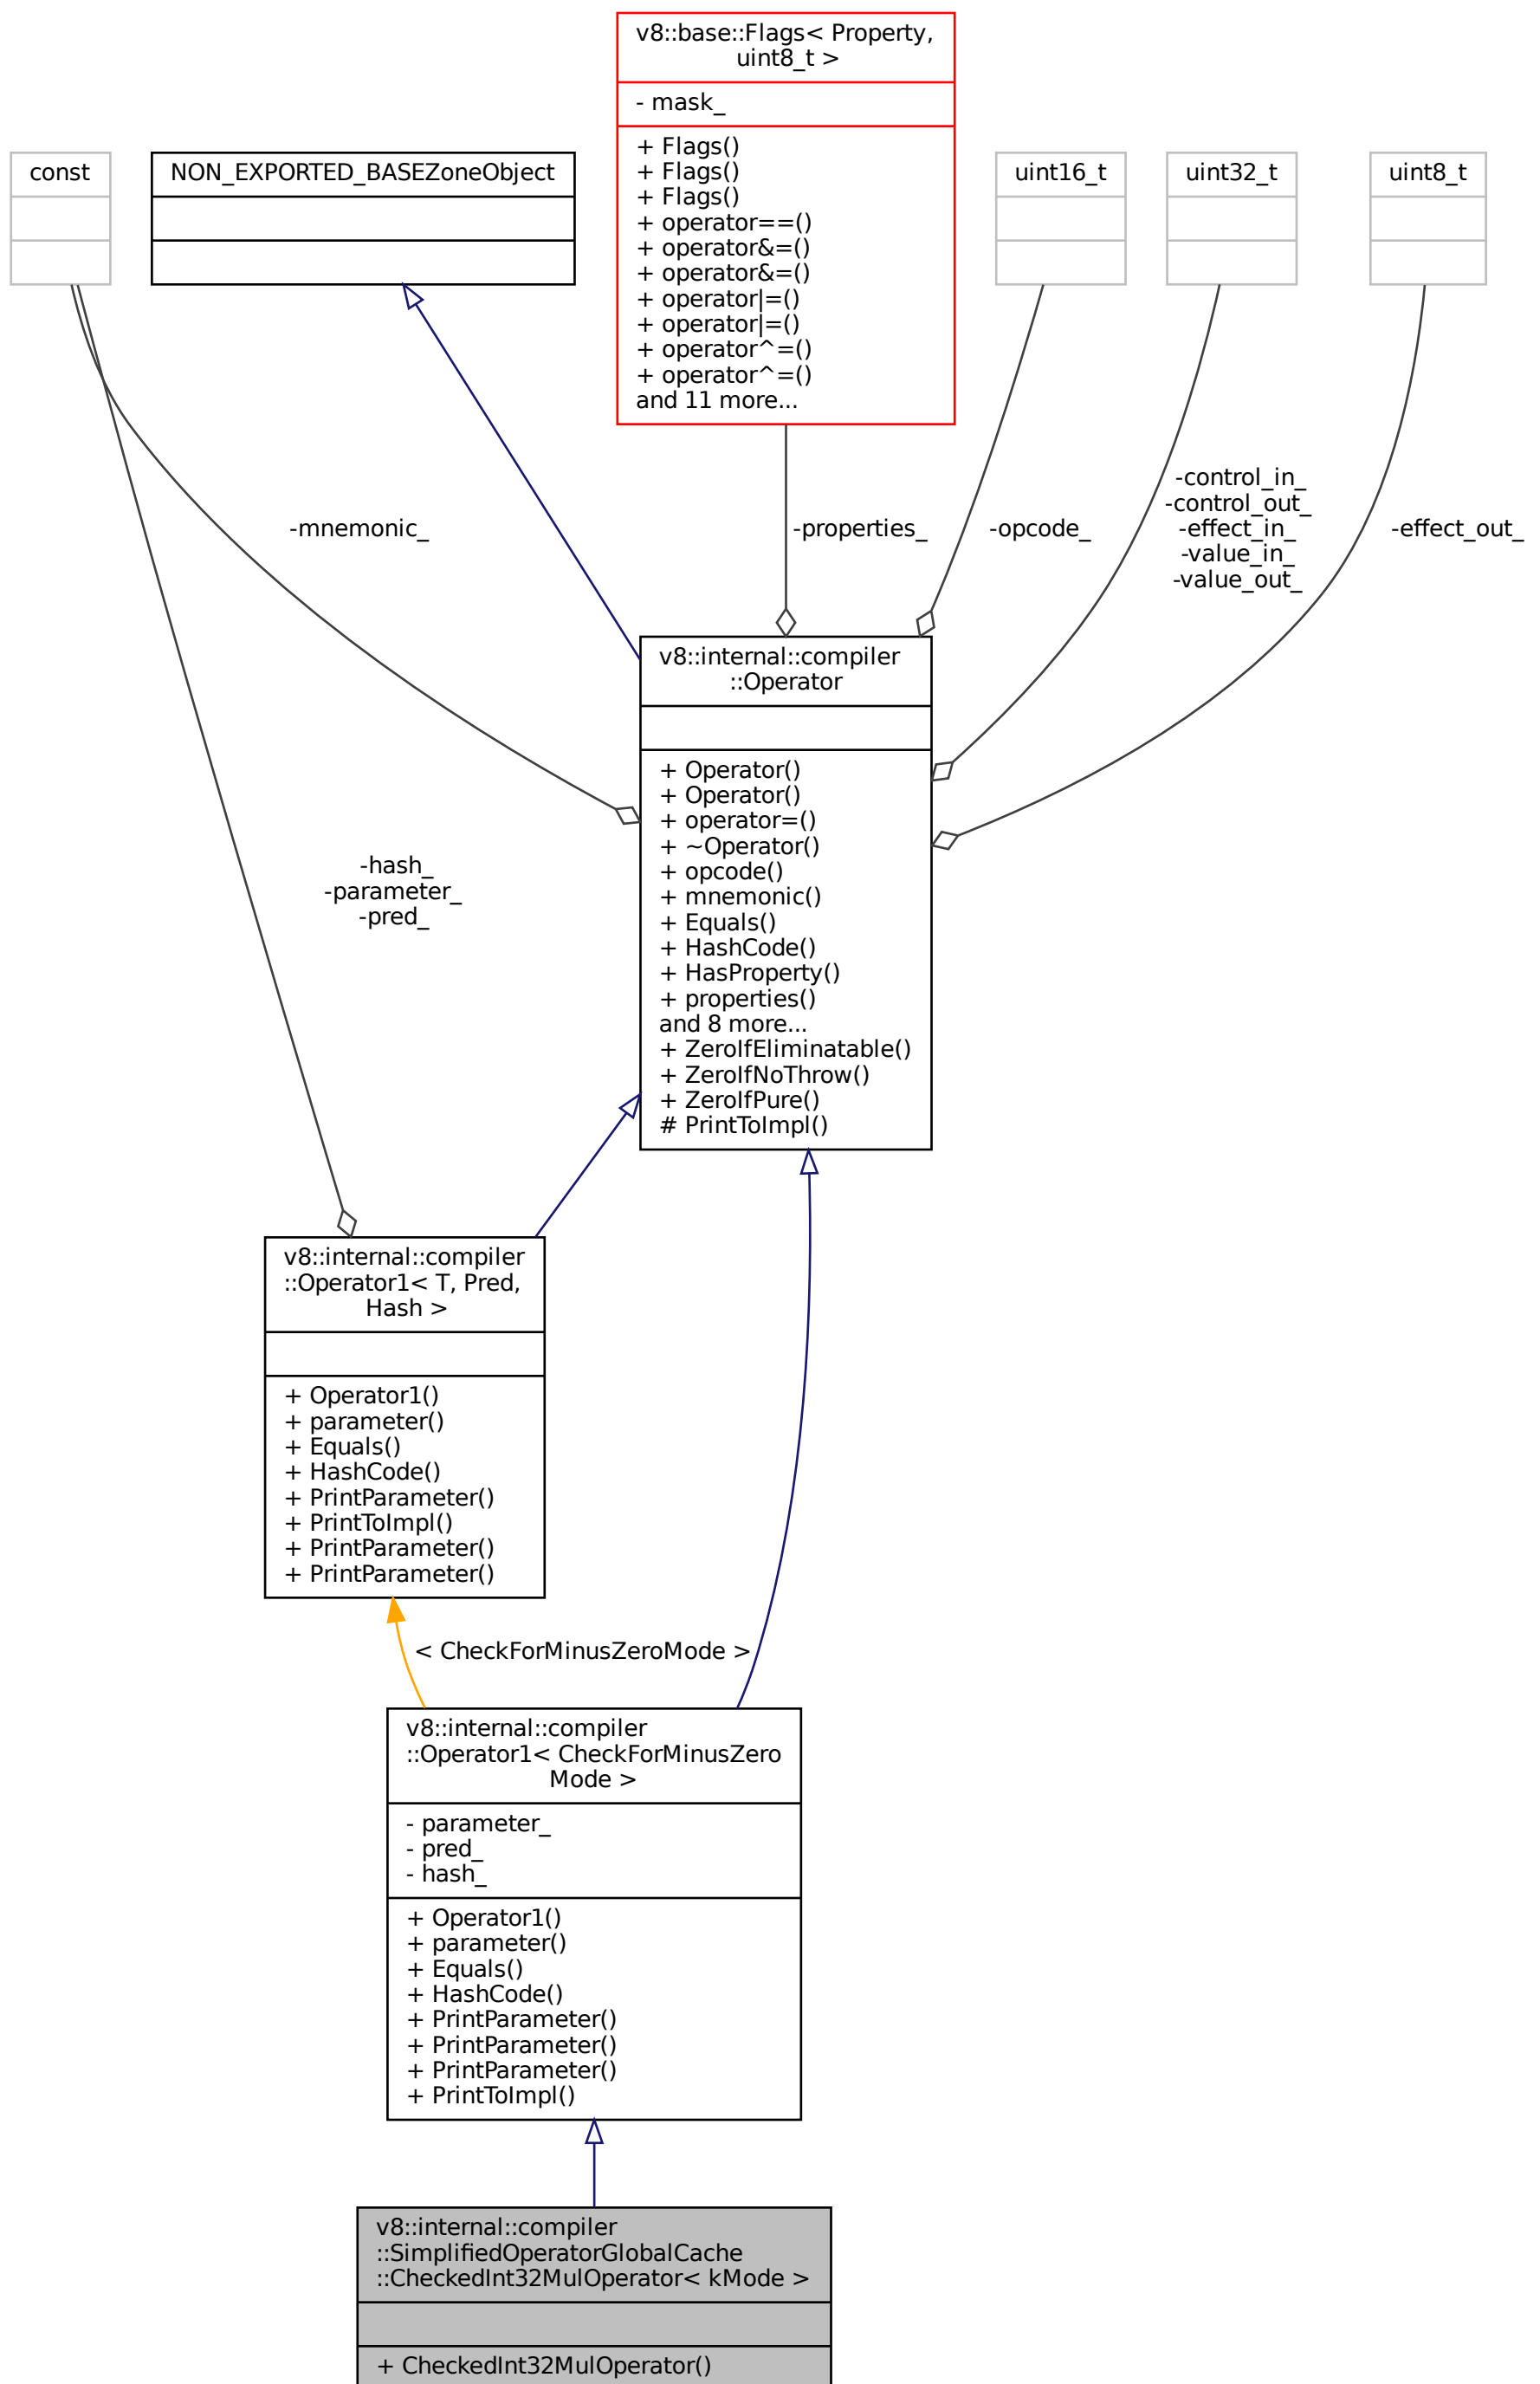 v8::base::Flags< Property,
uint8_t >
- mask_
+ Flags()
+ Flags()
+ Flags()
+ operator==()
+ operator&=()
+ operator&=()
+ operator|=()
+ operator|=()
+ operator^=()
+ operator^=()
and 11 more...
const
NON_EXPORTED_BASEZoneObject
uint16_t
uint32_t
uint8_t
-mnemonic_
-properties_
-opcode_
-control_in_
-control_out_
-effect_in_
-value_in_
-value_out_
-effect_out_
v8::internal::compiler
::Operator
+ Operator()
+ Operator()
+ operator=()
+ ~Operator()
+ opcode()
+ mnemonic()
+ Equals()
+ HashCode()
+ HasProperty()
+ properties()
and 8 more...
+ ZeroIfEliminatable()
+ ZeroIfNoThrow()
+ ZeroIfPure()
# PrintToImpl()
-hash_
-parameter_
-pred_
v8::internal::compiler
::Operator1< T, Pred,
Hash >
+ Operator1()
+ parameter()
+ Equals()
+ HashCode()
+ PrintParameter()
+ PrintToImpl()
+ PrintParameter()
+ PrintParameter()
< CheckForMinusZeroMode >
v8::internal::compiler
::Operator1< CheckForMinusZero
Mode >
- parameter_
- pred_
- hash_
+ Operator1()
+ parameter()
+ Equals()
+ HashCode()
+ PrintParameter()
+ PrintParameter()
+ PrintParameter()
+ PrintToImpl()
v8::internal::compiler
::SimplifiedOperatorGlobalCache
::CheckedInt32MulOperator< kMode >
+ CheckedInt32MulOperator()